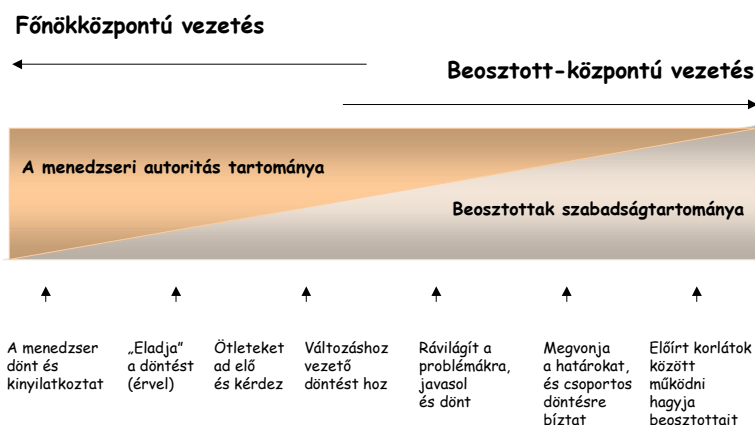 Főnökközpontú vezetés
Beosztott-központú vezetés
A menedzseri autoritás tartománya
Beosztottak szabadságtartománya
A menedzser
dönt és
kinyilatkoztat
„Eladja”
a döntést
(érvel)
Ötleteket
ad elő
és kérdez
Változáshoz
vezető
döntést hoz
Rávilágít a
problémákra,
javasol
és dönt
Megvonja
a határokat,
és csoportos
döntésre
bíztat
Előírt korlátok
között
működni
hagyja
beosztottait